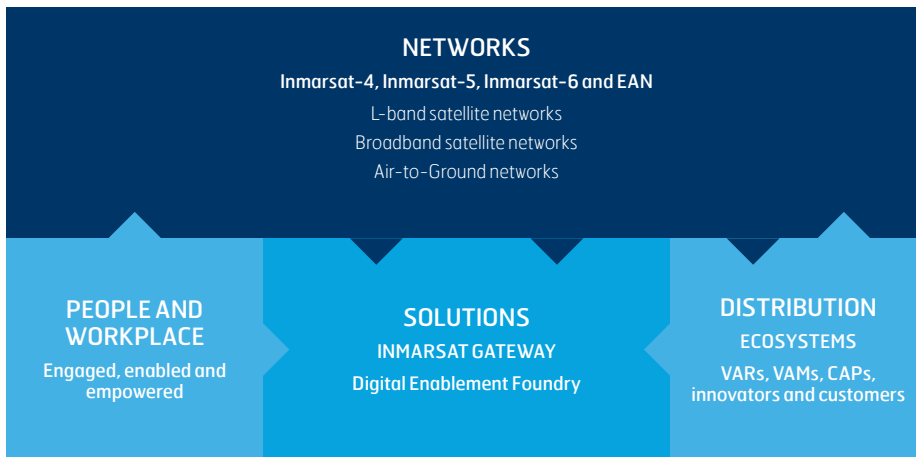 NETWORKS
Inmarsat-4, Inmarsat-5, Inmarsat-6 and EAN
L-band satellite networks
Broadband satellite networks
Air-to-Ground networks
PEOPLE AND
WORKPLACE
Engaged, enabled and
empowered
SOLUTIONS
INMARSAT GATEWAY
Digital Enablement Foundry
DISTRIBUTION
ECOSYSTEMS
VARs, VAMs, CAPs,
innovators and customers